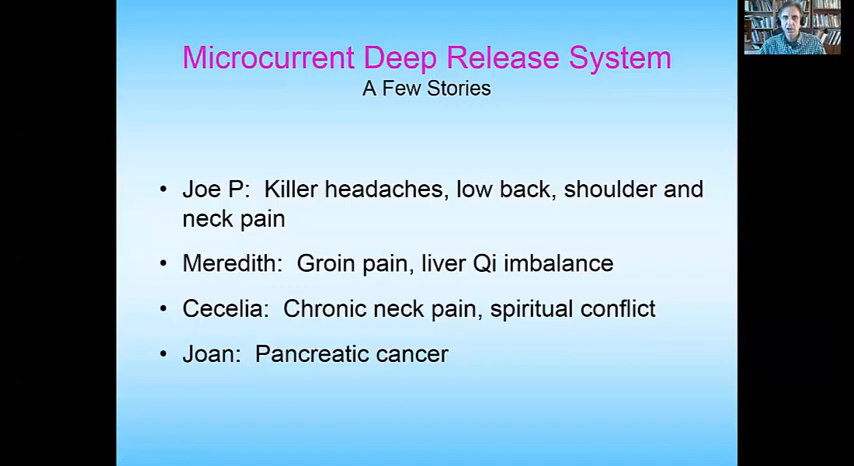 Microcurrent Deep Release System
A Few Stories
• Joe P: Killer headaches, low back, shoulder and
neck pain
• Meredith: Groin pain, liver Qi imbalance
• Cecelia: Chronic neck pain, spiritual conflict
• Joan: Pancreatic cancer